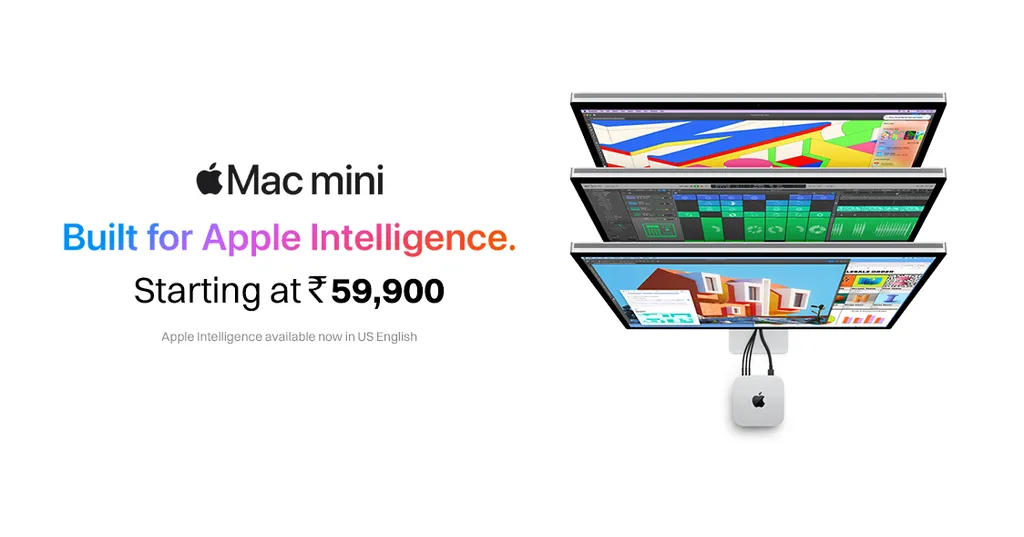 Mac mini
Built for Apple Intelligence.
Starting at ₹59,900
Apple Intelligence available now in US English